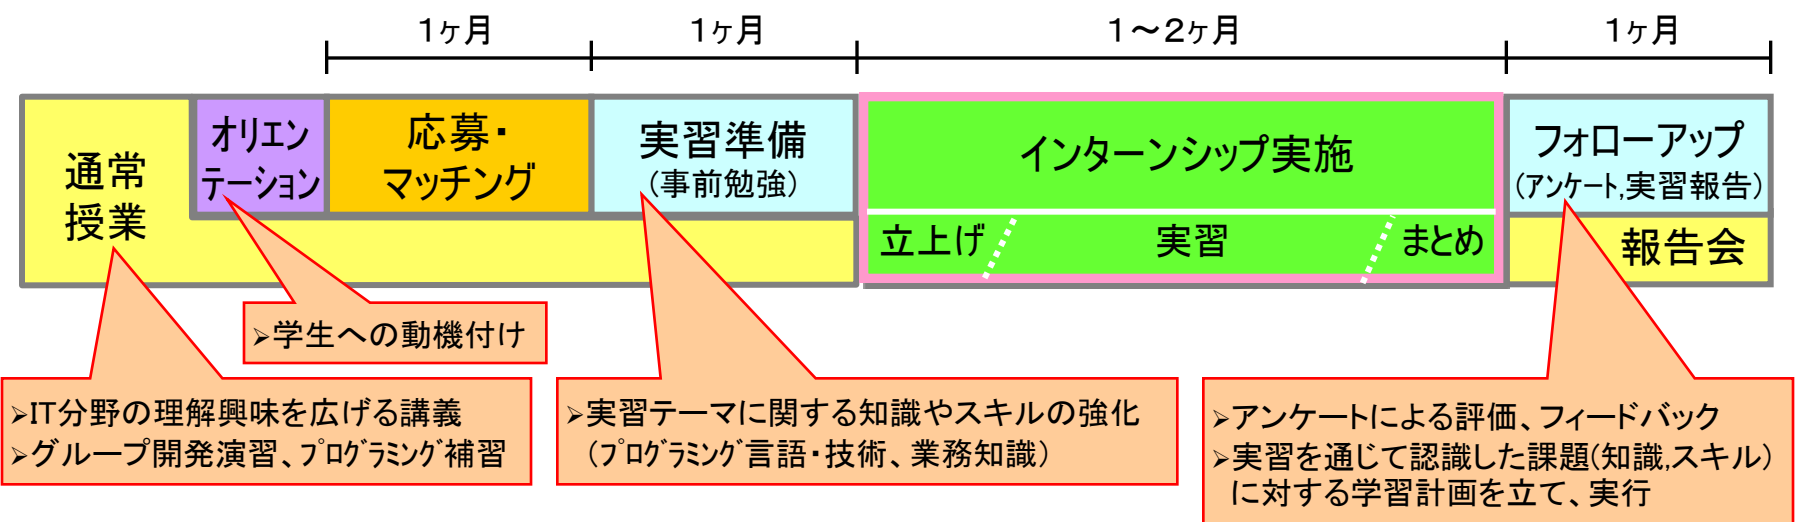 1ヶ月
1ヶ月
1～2ヶ月
1ヶ月
通常
授業
オリエン
テーション
応募・
マッチング
実習準備
(事前勉強)
インターンシップ実施
立上げ
実習
まとめ
フォローアップ
(アンケート,実習報告)
報告会
➢学生への動機付け
➢IT分野の理解興味を広げる講義
➢グループ開発演習、プログラミング補習
➢実習テーマに関する知識やスキルの強化
(プログラミング言語・技術、業務知識)
➢アンケートによる評価、フィードバック
➢実習を通じて認識した課題(知識,スキル)
に対する学習計画を立て、実行